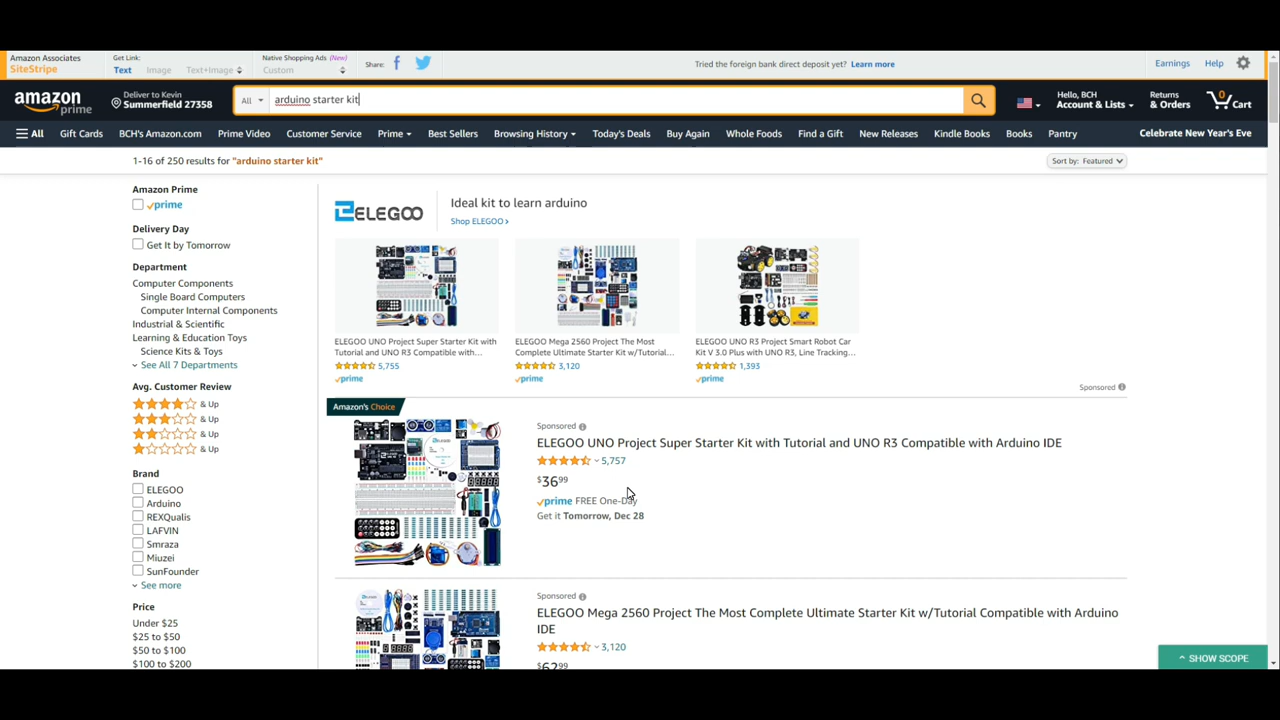 Amazon Associates
SiteStripe
Get Link:
Text Image Text+Image
Native Shopping Ads (New)
Custom
Share:
Tried the foreign bank direct deposit yet? Learn more
Earnings Help
amazon prime
Deliver to Kevin
Summerfield 27358
All
arduino starter kit
Hello, BCH
Account & Lists
Returns
& Orders
0
Cart
All Gift Cards BCH's Amazon.com Prime Video Customer Service Prime Best Sellers Browsing History Today's Deals Buy Again Whole Foods Find a Gift New Releases Kindle Books Books Pantry Celebrate New Year's Eve
1-16 of 250 results for "arduino starter kit"
Sort by: Featured
Amazon Prime
prime
Delivery Day
Get It by Tomorrow
Department
Computer Components
Single Board Computers
Computer Internal Components
Industrial & Scientific
Learning & Education Toys
Science Kits & Toys
See All 7 Departments
Avg. Customer Review
& Up
& Up
& Up
& Up
Brand
ELEGOO
Arduino
REXQualis
LAFVIN
Smraza
Miuzei
SunFounder
See more
Price
Under $25
$25 to $50
$50 to $100
$100 to $200
ELEGOO
Ideal kit to learn arduino
Shop ELEGOO›
ELEGOO UNO Project Super Starter Kit with
Tutorial and UNO R3 Compatible with...
5,755
prime
ELEGOO Mega 2560 Project The Most
Complete Ultimate Starter Kit w/Tutorial...
3,120
prime
ELEGOO UNO R3 Project Smart Robot Car
Kit V 3.0 Plus with UNO R3, Line Tracking...
1,393
prime
Sponsored
Amazon's Choice
Sponsored
ELEGOO UNO Project Super Starter Kit with Tutorial and UNO R3 Compatible with Arduino IDE
5,757
$36.99
prime FREE One-Day
Get it Tomorrow, Dec 28
Sponsored
ELEGOO Mega 2560 Project The Most Complete Ultimate Starter Kit w/Tutorial Compatible with Arduino
IDE
3,120
$62.99
SHOW SCOPE